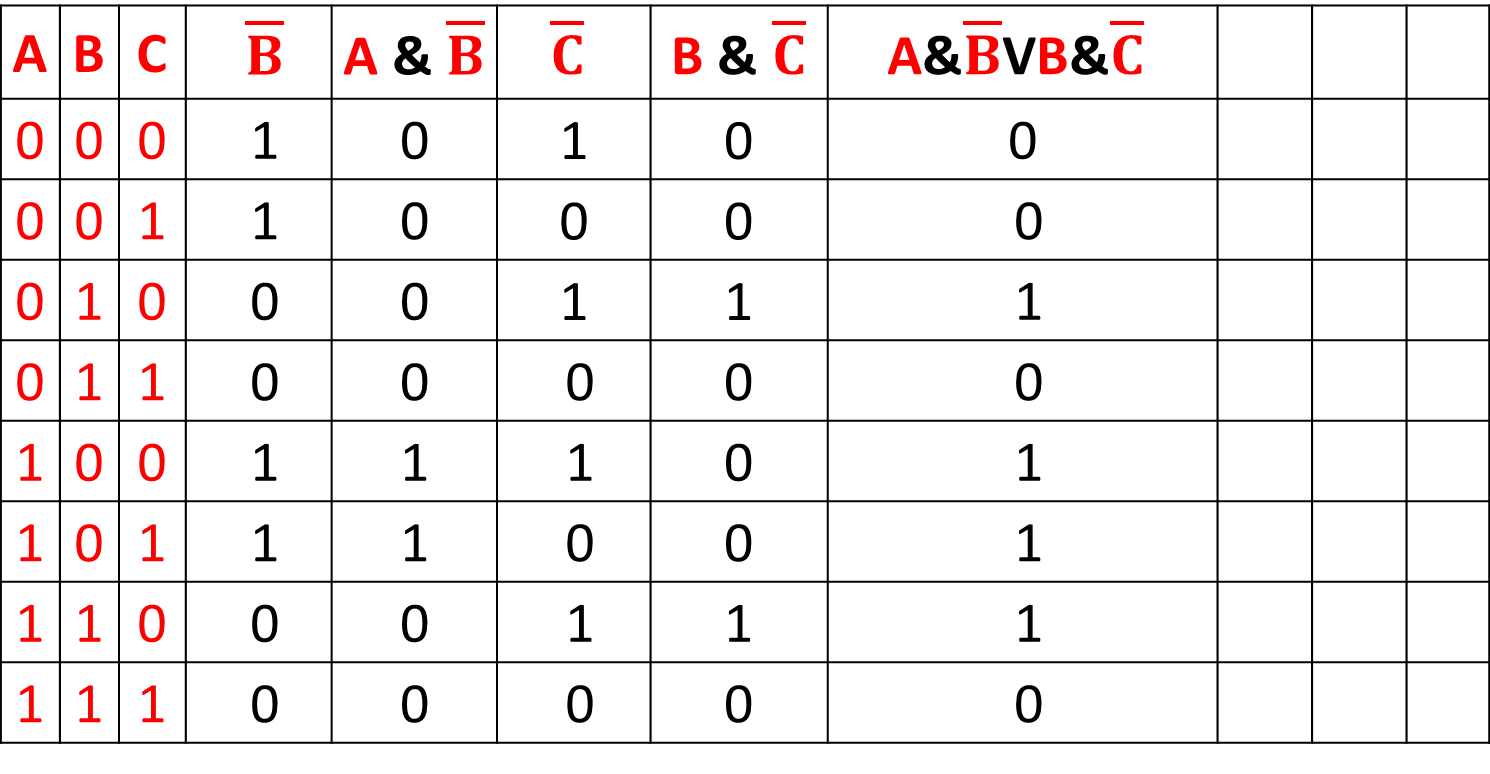 A B C B̅ A & B̅ C̅ B & C̅ A&B̅VB&C̅
0 0 0 1 0 1 0 0
0 0 1 1 0 0 0 0
0 1 0 0 0 1 1 1
0 1 1 0 0 0 0 0
1 0 0 1 1 1 0 1
1 0 1 1 1 0 0 1
1 1 0 0 0 1 1 1
1 1 1 0 0 0 0 0